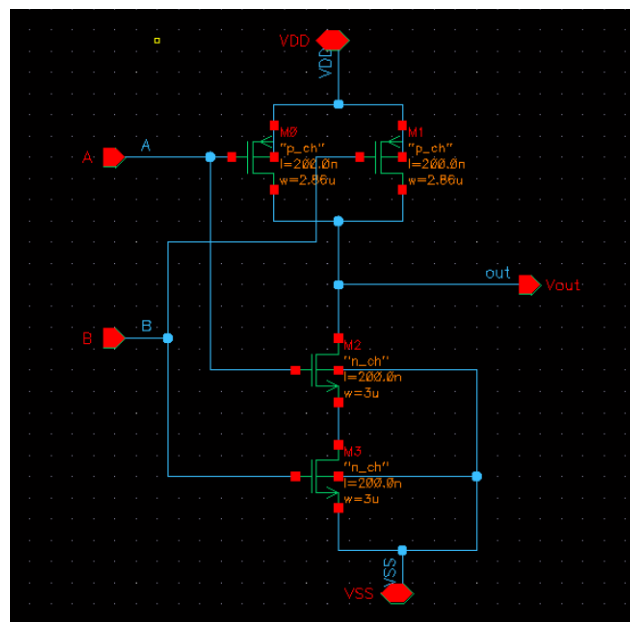 VDD
VDD
M0
"p_ch"
l=200.0n
w=2.86u
M1
"p_ch"
l=200.0n
w=2.86u
A
A
out
Vout
B
B
M2
"n_ch"
l=200.0n
w=3u
M3
"n_ch"
l=200.0n
w=3u
VSS
VSS